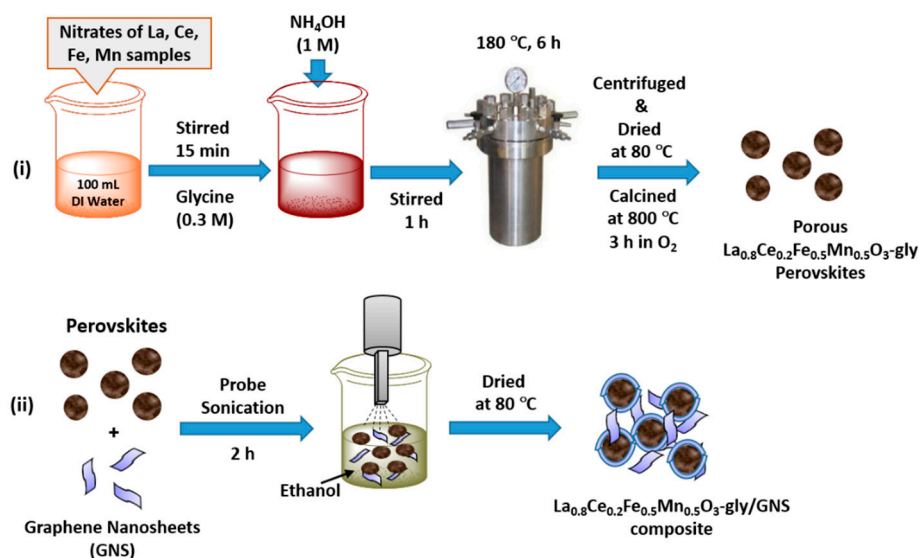 Nitrates of La, Ce,
Fe, Mn samples
NH₄OH
(1 M)
180 °C, 6 h
(i)
100 mL
DI Water
Stirred
15 min
Glycine
(0.3 M)
Stirred
1 h
Centrifuged
&
Dried
at 80 °C
Calcined
at 800 °C
3 h in O₂
Porous
La₀.₈Ce₀.₂Fe₀.₅Mn₀.₅O₃-gly
Perovskites
(ii)
Perovskites
+
Graphene Nanosheets
(GNS)
Probe
Sonication
2 h
Ethanol
Dried
at 80 °C
La₀.₈Ce₀.₂Fe₀.₅Mn₀.₅O₃-gly/GNS
composite